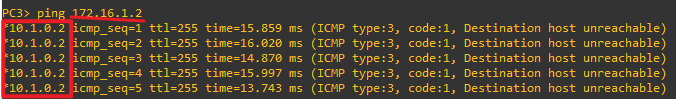 PC3> ping 172.16.1.2
*10.1.0.2 icmp_seq=1 ttl=255 time=15.859 ms (ICMP type:3, code:1, Destination host unreachable)
*10.1.0.2 icmp_seq=2 ttl=255 time=16.020 ms (ICMP type:3, code:1, Destination host unreachable)
*10.1.0.2 icmp_seq=3 ttl=255 time=14.870 ms (ICMP type:3, code:1, Destination host unreachable)
*10.1.0.2 icmp_seq=4 ttl=255 time=15.997 ms (ICMP type:3, code:1, Destination host unreachable)
*10.1.0.2 icmp_seq=5 ttl=255 time=13.743 ms (ICMP type:3, code:1, Destination host unreachable)